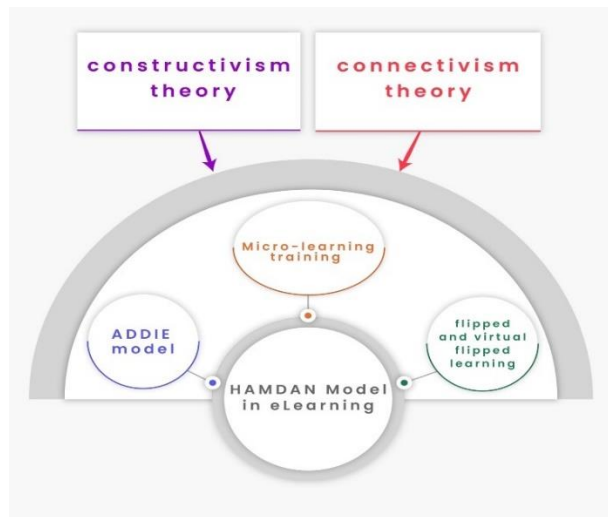 constructivism
theory
connectivism
theory
Micro-learning
training
ADDIE
model
flipped
and virtual
flipped
learning
HAMDAN Model
in eLearning